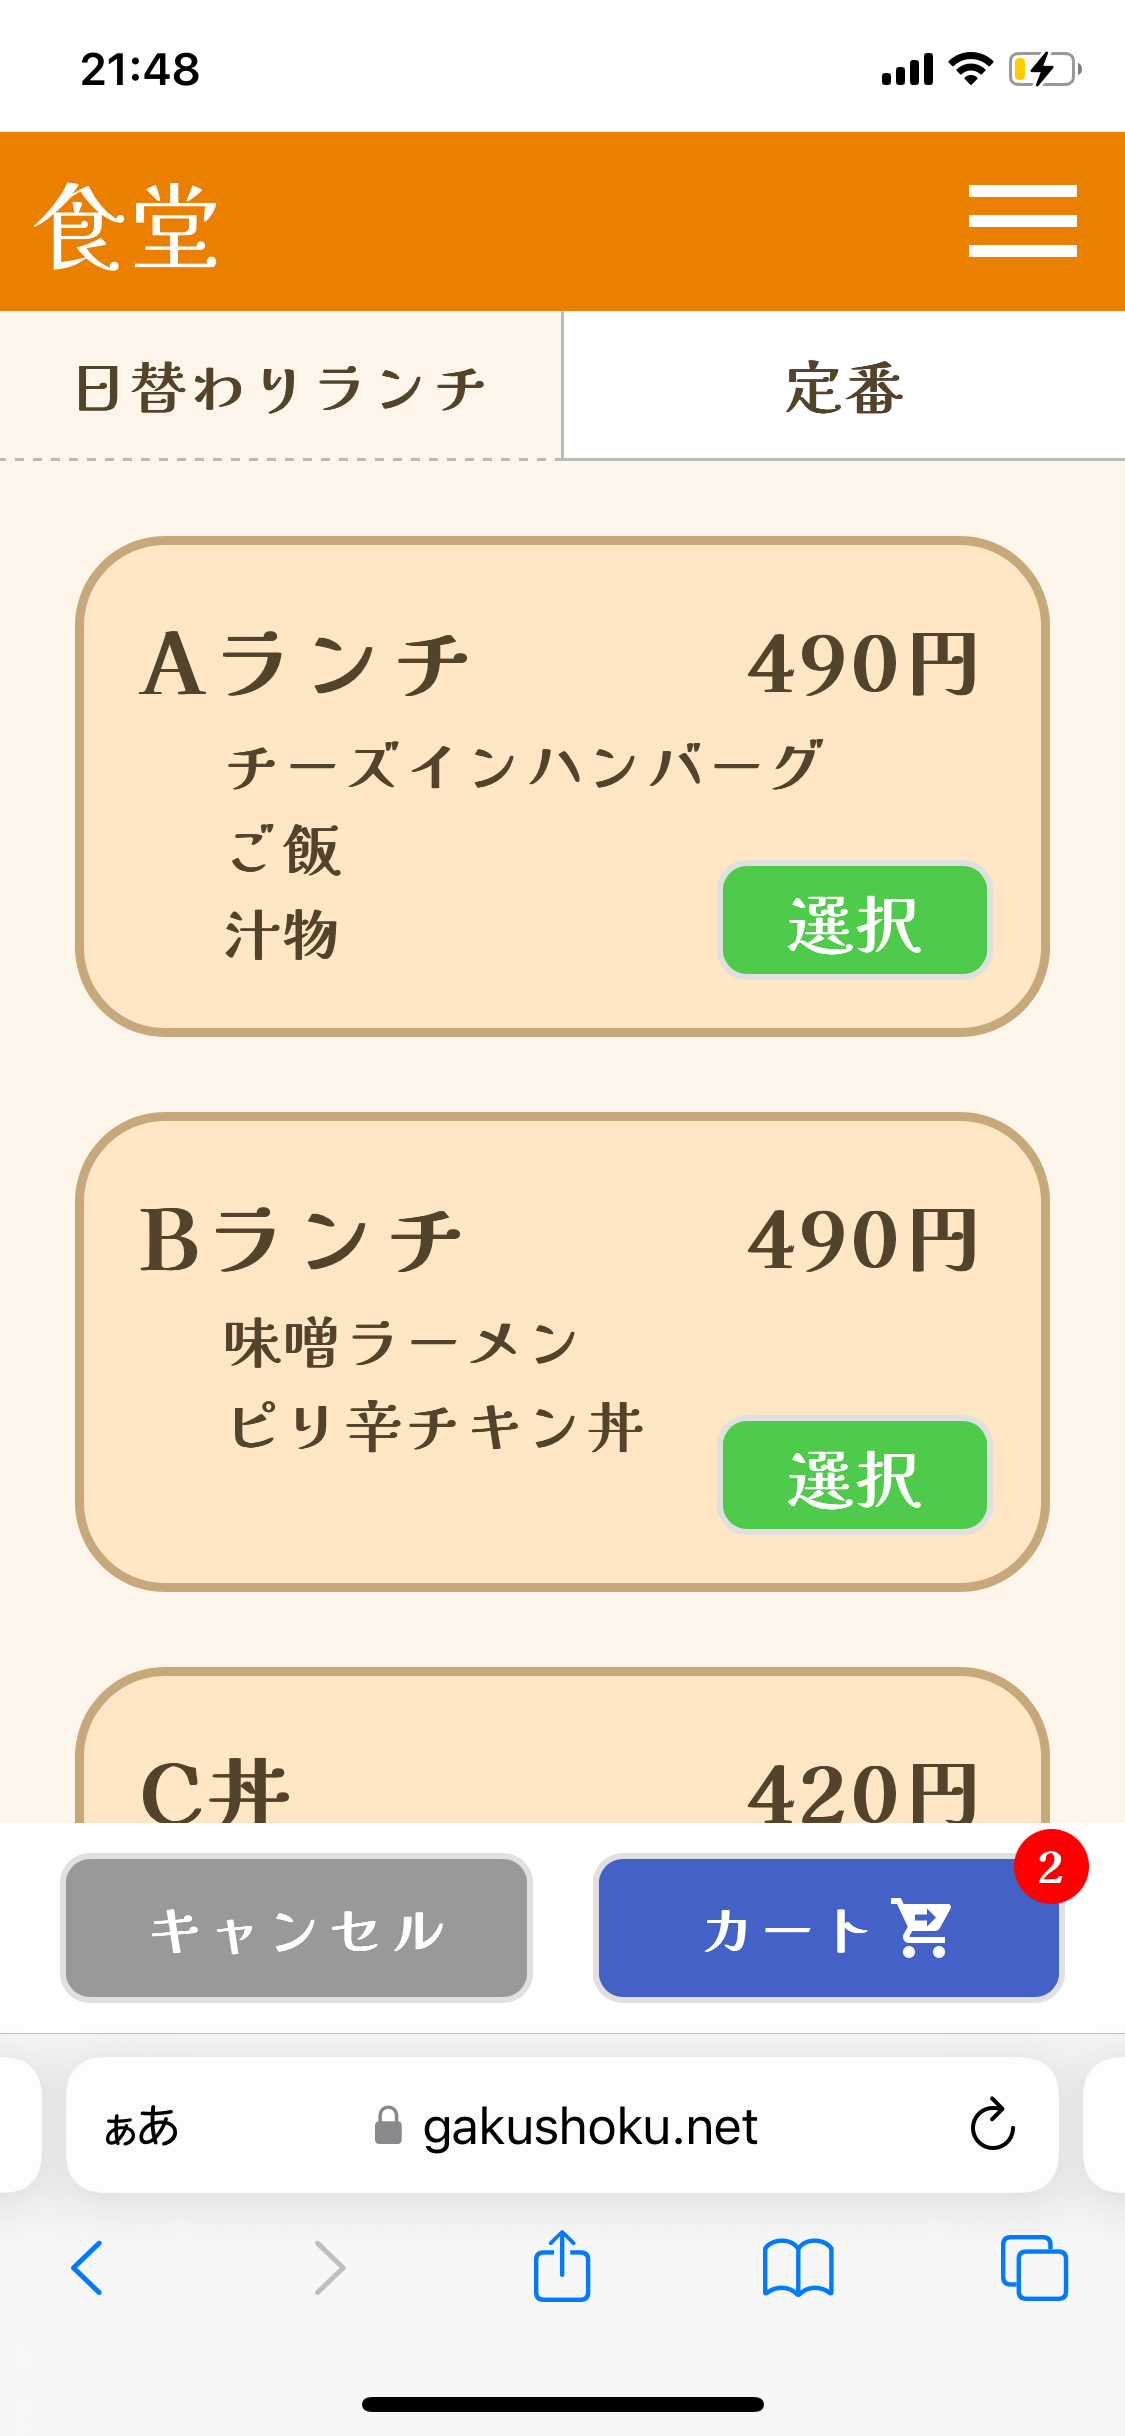 21:48
食堂
日替わりランチ 定番
Aランチ 490円
チーズインハンバーグ
ご飯
汁物
選択
Bランチ 490円
味噌ラーメン
ピリ辛チキン丼
選択
C丼 420円
キャンセル カート 2
ぁあ gakushoku.net